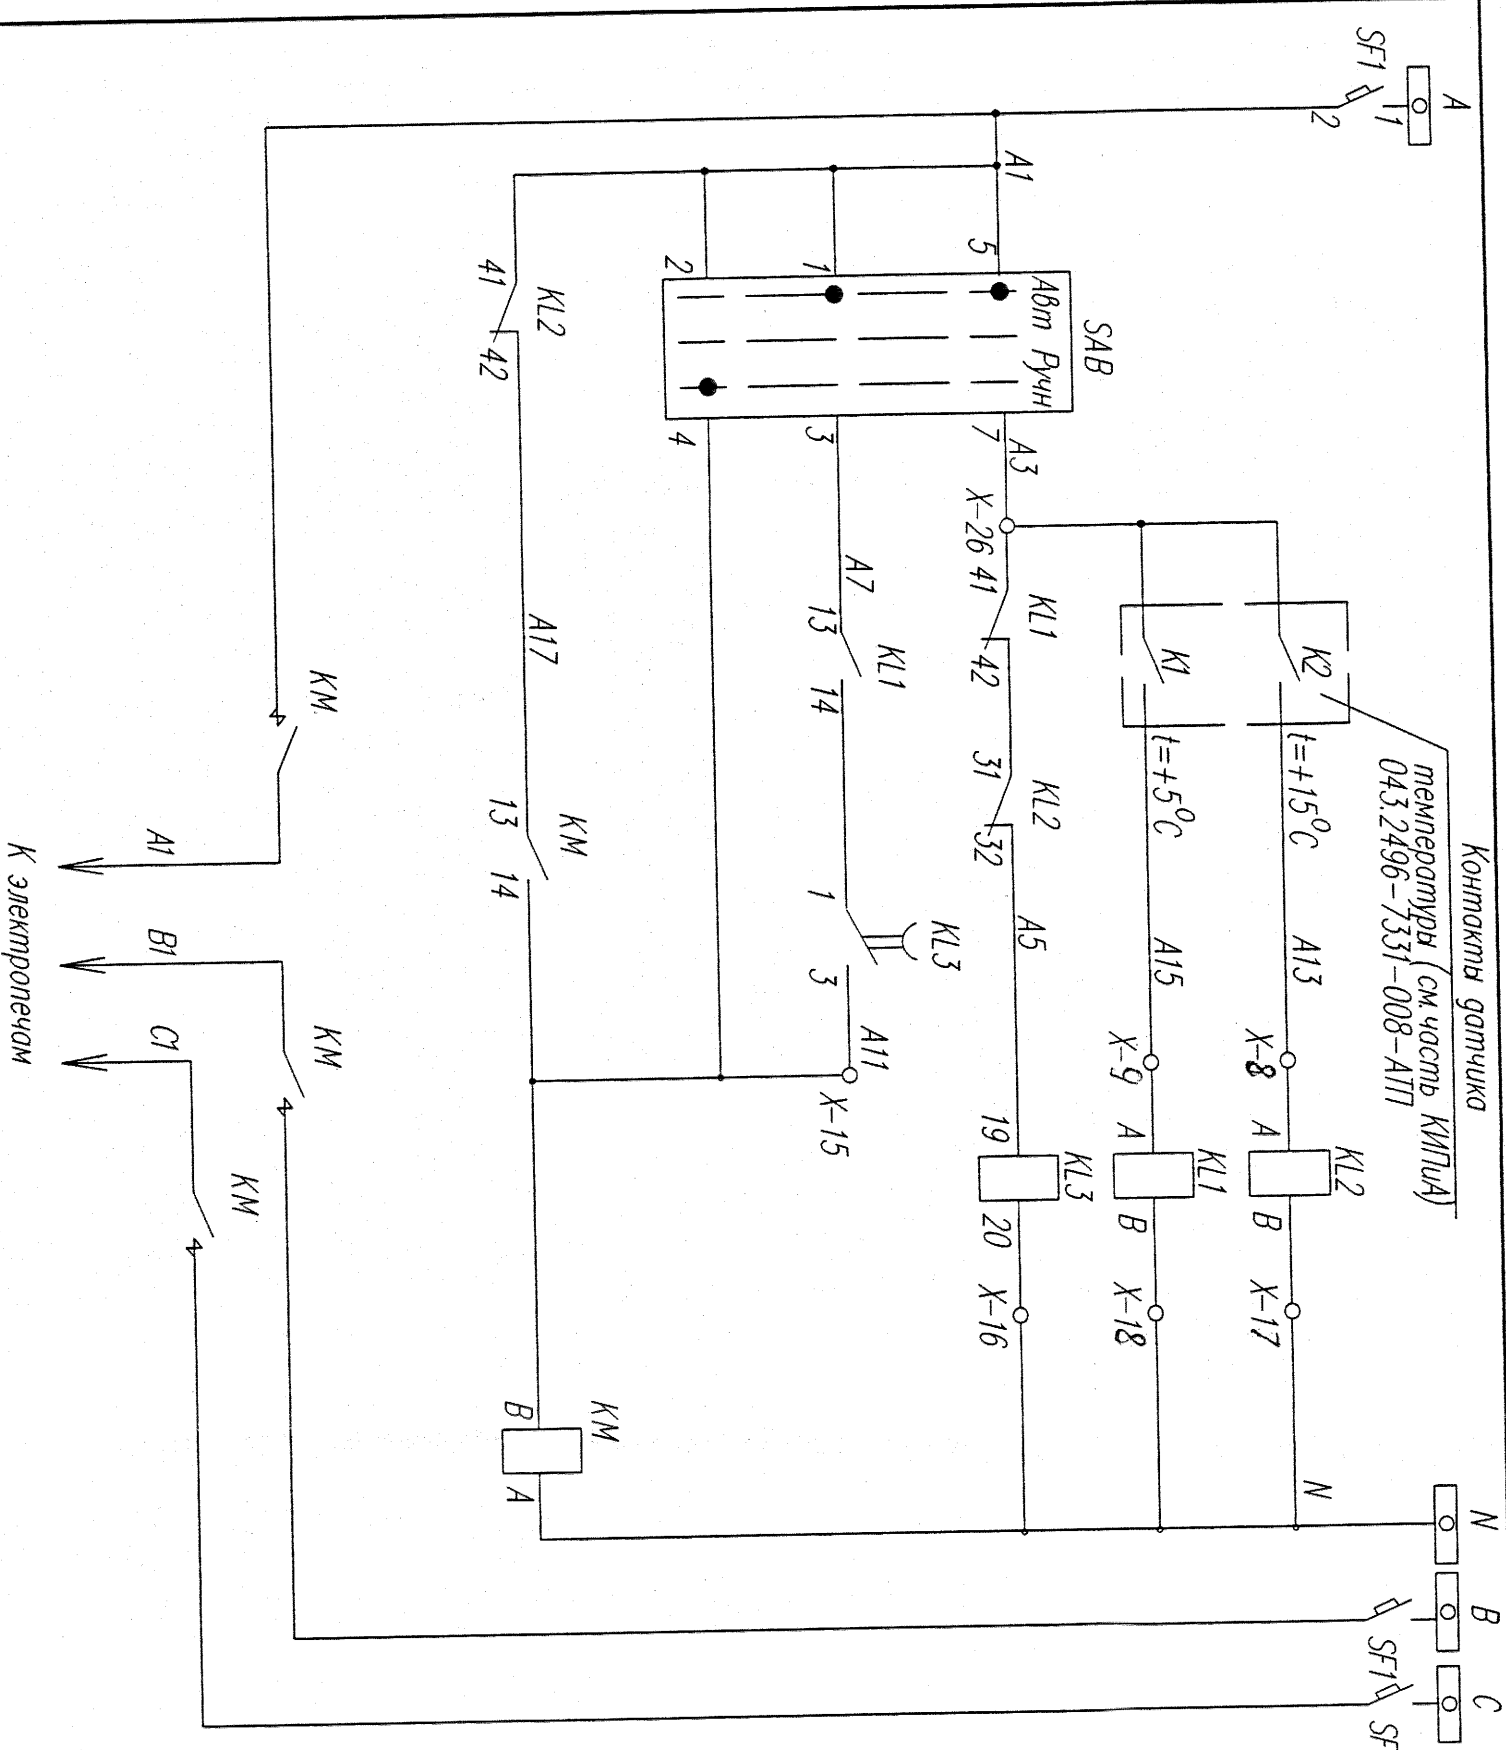 A
SF1
1
2
N
B
C
SF1
SF
Контакты датчика
температуры (см. часть КИПиА)
043.2496-7331-008-АТП
K2
t=+15°C
A13
X-8
A
KL2
B
X-17
N
K1
t=+5°C
A15
X-9
A
KL1
B
X-18
A1
5
SAB
Авт Ручн
7
A3
X-26
41
KL1
42
31
KL2
32
A5
19
KL3
20
X-16
1
3
A7
13
KL1
14
1
KL3
3
A11
X-15
2
4
41
KL2
42
A17
13
KM
14
B
KM
A
KM
KM
KM
A1
B1
C1
К электропечам